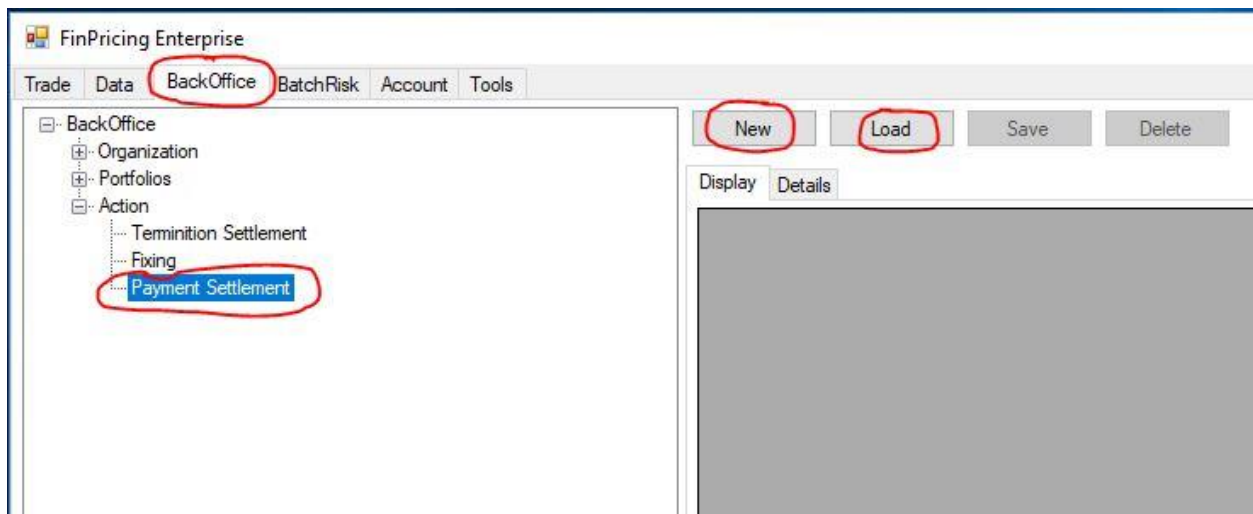 FinPricing Enterprise
Trade Data BackOffice BatchRisk Account Tools
BackOffice
Organization
Portfolios
Action
Terminition Settlement
Fixing
Payment Settlement
New Load Save Delete
Display Details